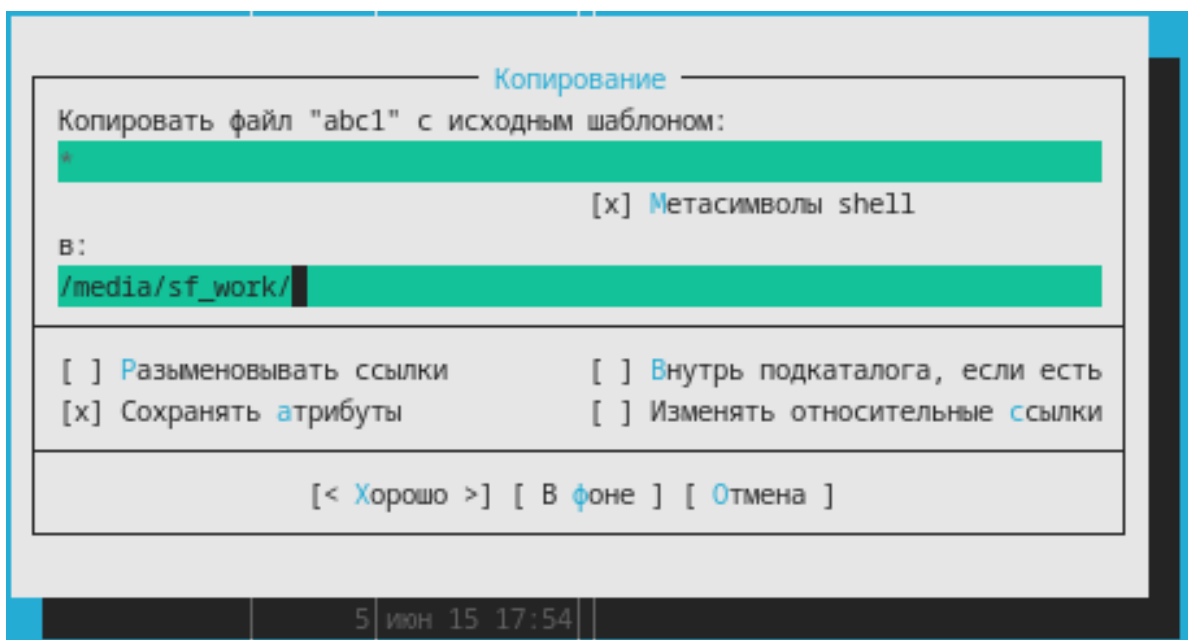 Копирование
Копировать файл "abc1" с исходным шаблоном:
*
[x] Метасимволы shell
в:
/media/sf_work/
[ ] Разыменовывать ссылки [ ] Внутрь подкаталога, если есть
[x] Сохранять атрибуты [ ] Изменять относительные ссылки
[< Хорошо >] [ В фоне ] [ Отмена ]
5 июн 15 17:54